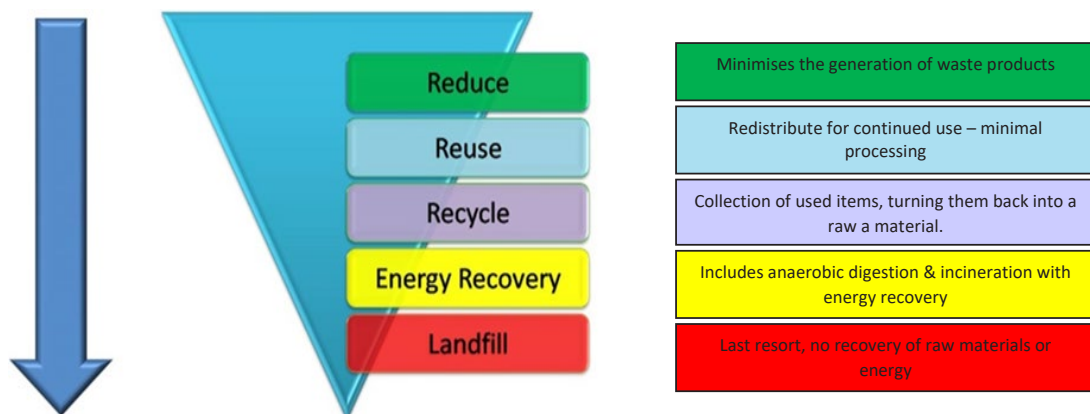 Reduce
Minimises the generation of waste products
Reuse
Redistribute for continued use – minimal
processing
Recycle
Collection of used items, turning them back into a
raw a material.
Energy Recovery
Includes anaerobic digestion & incineration with
energy recovery
Landfill
Last resort, no recovery of raw materials or
energy